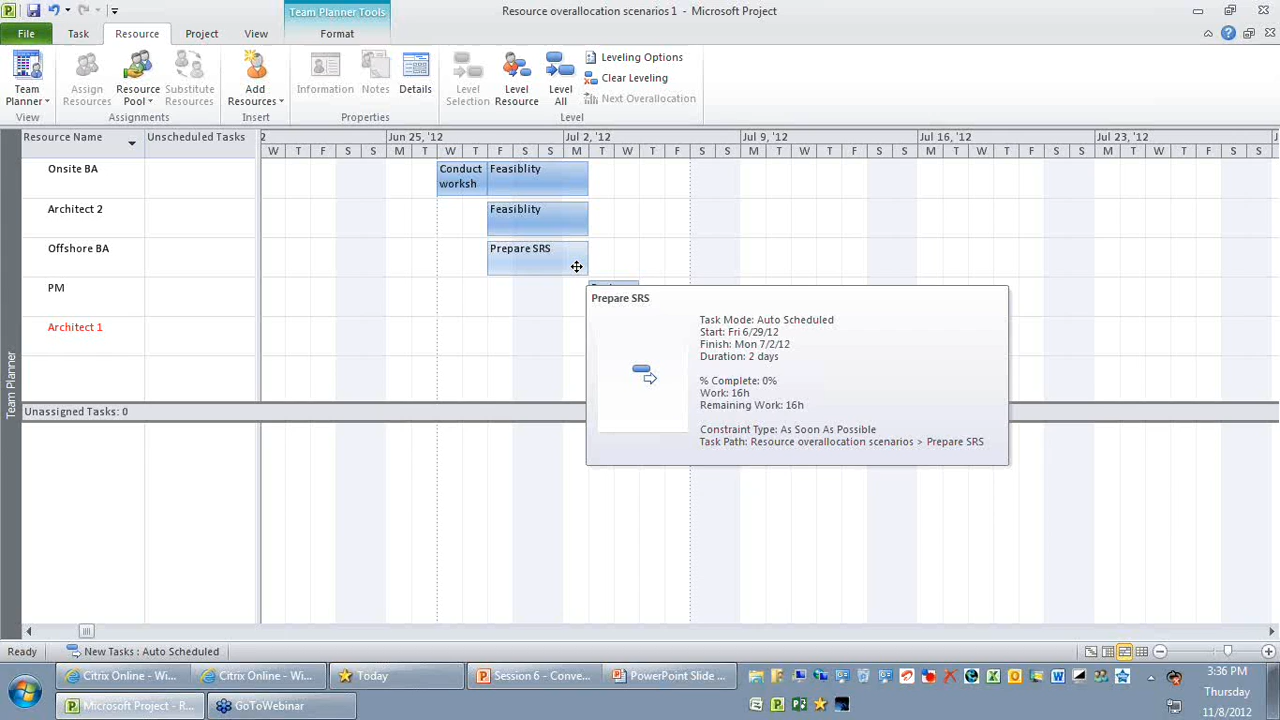 Team Planner Tools
Resource overallocation scenarios 1 - Microsoft Project
File
Task
Resource
Project
View
Format
Team
Planner
Assign
Resources
Resource
Pool
Substitute
Resources
Add
Resources
Information
Notes
Details
Level
Selection
Level
Resource
Level
All
Leveling Options
Clear Leveling
Next Overallocation
View
Assignments
Insert
Properties
Level
Resource Name
Unscheduled Tasks
2
Jun 25, '12
Jul 2, '12
Jul 9, '12
Jul 16, '12
Jul 23, '12
W T F S S M T W T F S S M T W T F S S M T W T F S S M T W T F S S M T W T F S S
Onsite BA
Conduct
worksh
Feasiblity
Architect 2
Feasiblity
Offshore BA
Prepare SRS
PM
Architect 1
Prepare SRS
Task Mode: Auto Scheduled
Start: Fri 6/29/12
Finish: Mon 7/2/12
Duration: 2 days
% Complete: 0%
Work: 16h
Remaining Work: 16h
Constraint Type: As Soon As Possible
Task Path: Resource overallocation scenarios > Prepare SRS
Team Planner
Unassigned Tasks: 0
Ready
New Tasks : Auto Scheduled
Citrix Online - Wi...
Citrix Online - Wi...
Today
Session 6 - Conve...
PowerPoint Slide ...
Microsoft Project - R...
GoToWebinar
3:36 PM
Thursday
11/8/2012